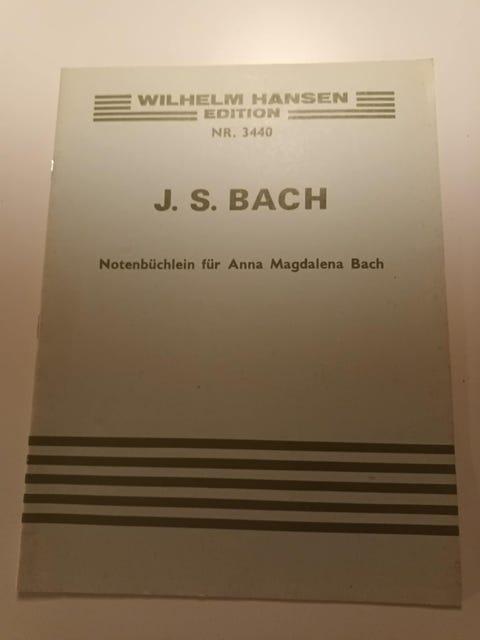 WILHELM HANSEN
EDITION
NR. 3440
J. S. BACH
Notenbüchlein für Anna Magdalena Bach